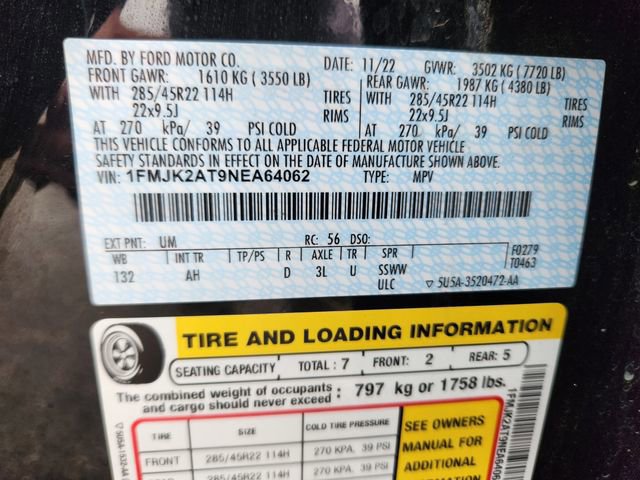 MFD. BY FORD MOTOR CO. DATE: 11/22 GVWR: 3502 KG (7720 LB)
FRONT GAWR: 1610 KG (3550 LB) REAR GAWR: 1987 KG (4380 LB)
WITH 285/45R22 114H TIRES WITH 285/45R22 114H TIRES
22x9.5J RIMS 22x9.5J RIMS
AT 270 kPa/ 39 PSI COLD AT 270 kPa/ 39 PSI COLD
THIS VEHICLE CONFORMS TO ALL APPLICABLE FEDERAL MOTOR VEHICLE
SAFETY STANDARDS IN EFFECT ON THE DATE OF MANUFACTURE SHOWN ABOVE.
VIN: 1FMJK2AT9NEA64062 TYPE: MPV
EXT PNT: UM RC: 56 DSO:
WB INT TR TP/PS R AXLE TR SPR F0279
132 AH D 3L U SSWW T0463
ULC ▽ 5U5A-3520472-AA
TIRE AND LOADING INFORMATION
SEATING CAPACITY TOTAL: 7 FRONT: 2 REAR: 5
The combined weight of occupants and cargo should never exceed: 797 kg or 1758 lbs.
TIRE SIZE COLD TIRE PRESSURE
FRONT 285/45R22 114H 270 KPA, 39 PSI
285/45R22 114H 270 KPA, 39 PSI
SEE OWNERS
MANUAL FOR
ADDITIONAL
▽ 5U5A-1532-AA
1FMJK2AT9NEA6406